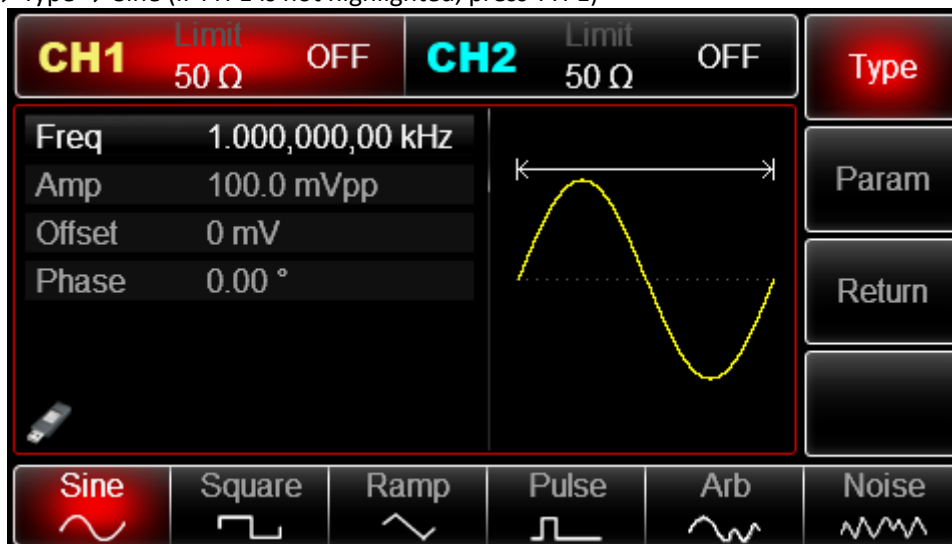 CH1 Limit 50 Ω OFF CH2 Limit 50 Ω OFF
Type
Freq 1.000,000,00 kHz
Amp 100.0 mVpp
Offset 0 mV
Phase 0.00 °
Param
Return
Sine Square Ramp Pulse Arb Noise